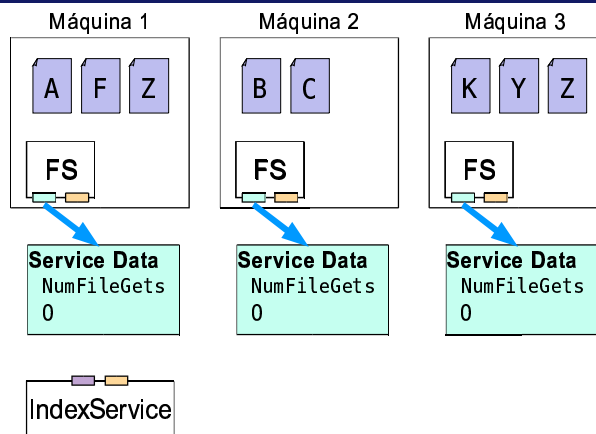 Máquina 1
Máquina 2
Máquina 3
A F Z
B C
K Y Z
FS
FS
FS
Service Data
NumFileGets
0
Service Data
NumFileGets
0
Service Data
NumFileGets
0
IndexService